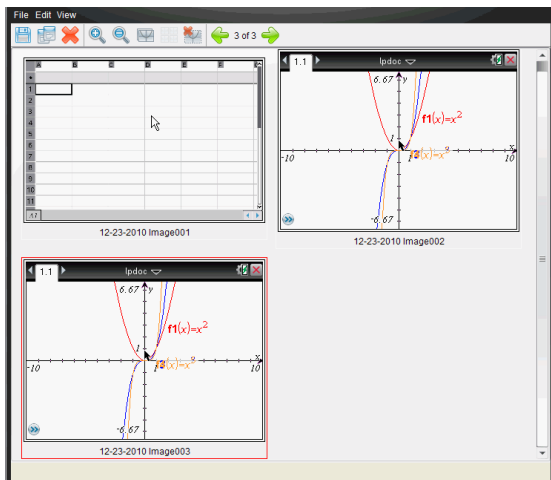 File Edit View
3 of 3
A B C D E F
1
2
3
4
5
6
7
8
9
10
11
12-23-2010 Image001
1.1 lpdoc
6.67 y
f1(x)=x²
1
x
-10 1 10
-6.67
12-23-2010 Image002
1.1 lpdoc
6.67 y
f1(x)=x²
1
x
-10 1 10
-6.67
12-23-2010 Image003